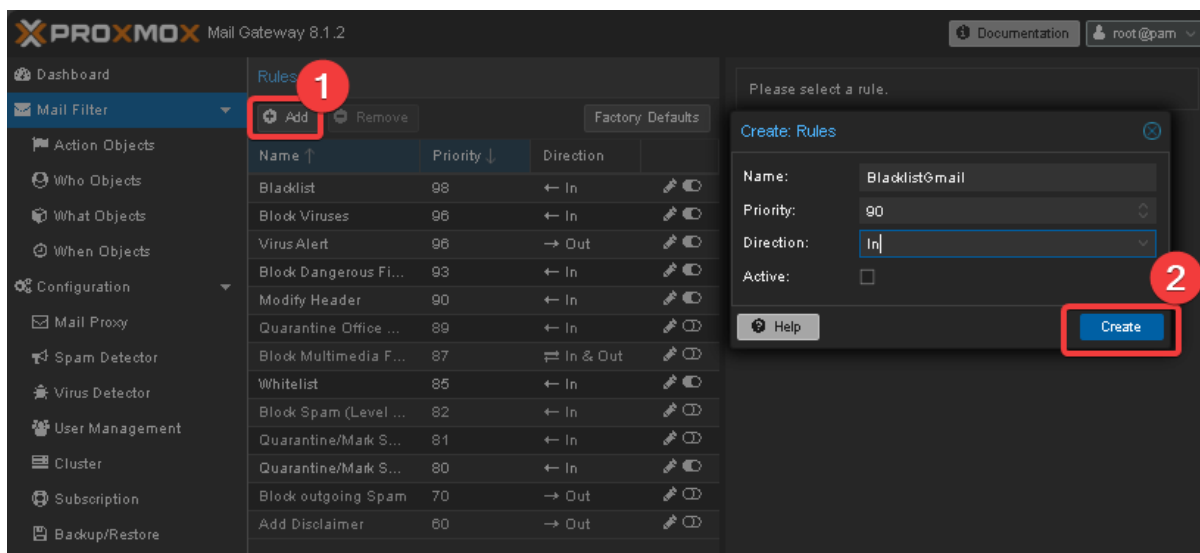 PROXMOX Mail Gateway 8.1.2
Documentation
root@pam
Dashboard
Mail Filter
Action Objects
Who Objects
What Objects
When Objects
Configuration
Mail Proxy
Spam Detector
Virus Detector
User Management
Cluster
Subscription
Backup/Restore
Rules
1
Add
Remove
Factory Defaults
Name ↑ Priority ↓ Direction
Blacklist 98 ← In
Block Viruses 96 ← In
Virus Alert 96 → Out
Block Dangerous Fi... 93 ← In
Modify Header 90 ← In
Quarantine Office ... 89 ← In
Block Multimedia F... 87 ⇄ In & Out
Whitelist 85 ← In
Block Spam (Level ... 82 ← In
Quarantine/Mark S... 81 ← In
Quarantine/Mark S... 80 ← In
Block outgoing Spam 70 → Out
Add Disclaimer 60 → Out
Please select a rule.
Create: Rules
Name: BlacklistGmail
Priority: 90
Direction: In
Active:
2
Help
Create